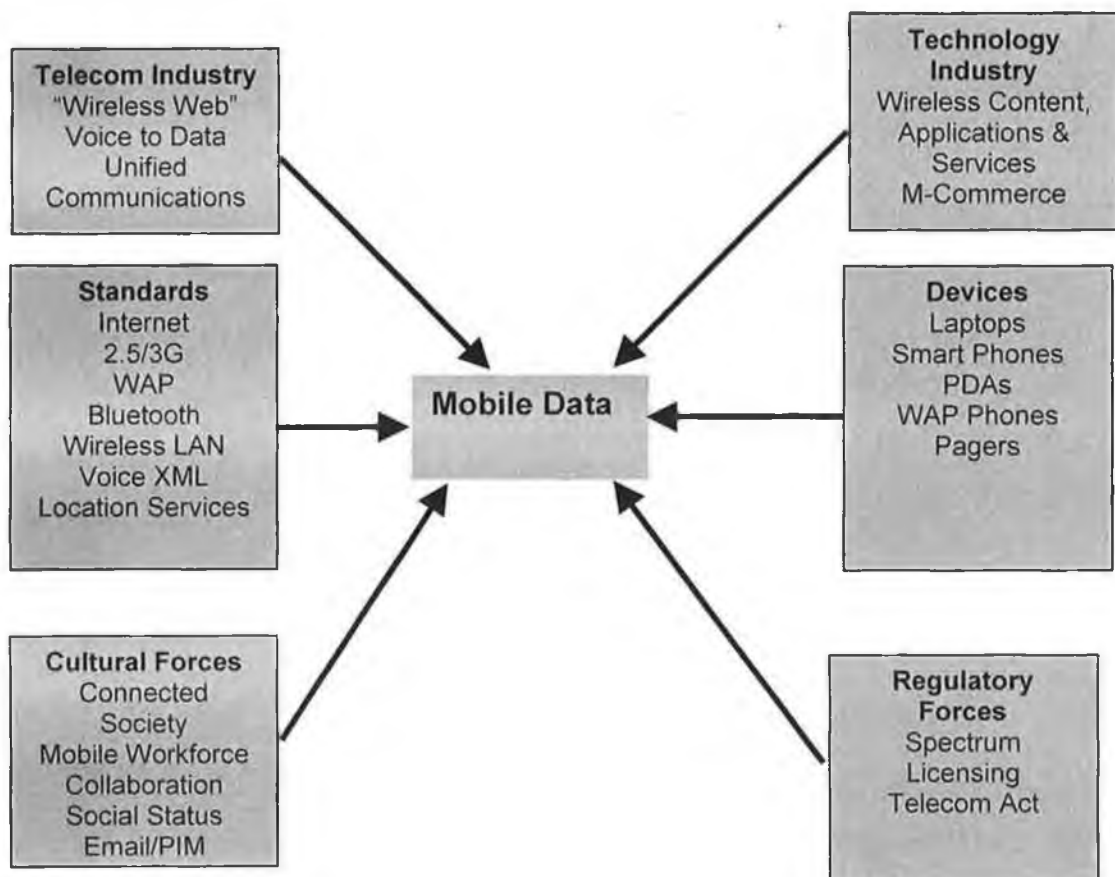 Telecom Industry
“Wireless Web”
Voice to Data
Unified
Communications
Technology
Industry
Wireless Content,
Applications &
Services
M-Commerce
Standards
Internet
2.5/3G
WAP
Bluetooth
Wireless LAN
Voice XML
Location Services
Mobile Data
Devices
Laptops
Smart Phones
PDAs
WAP Phones
Pagers
Cultural Forces
Connected
Society
Mobile Workforce
Collaboration
Social Status
Email/PIM
Regulatory
Forces
Spectrum
Licensing
Telecom Act